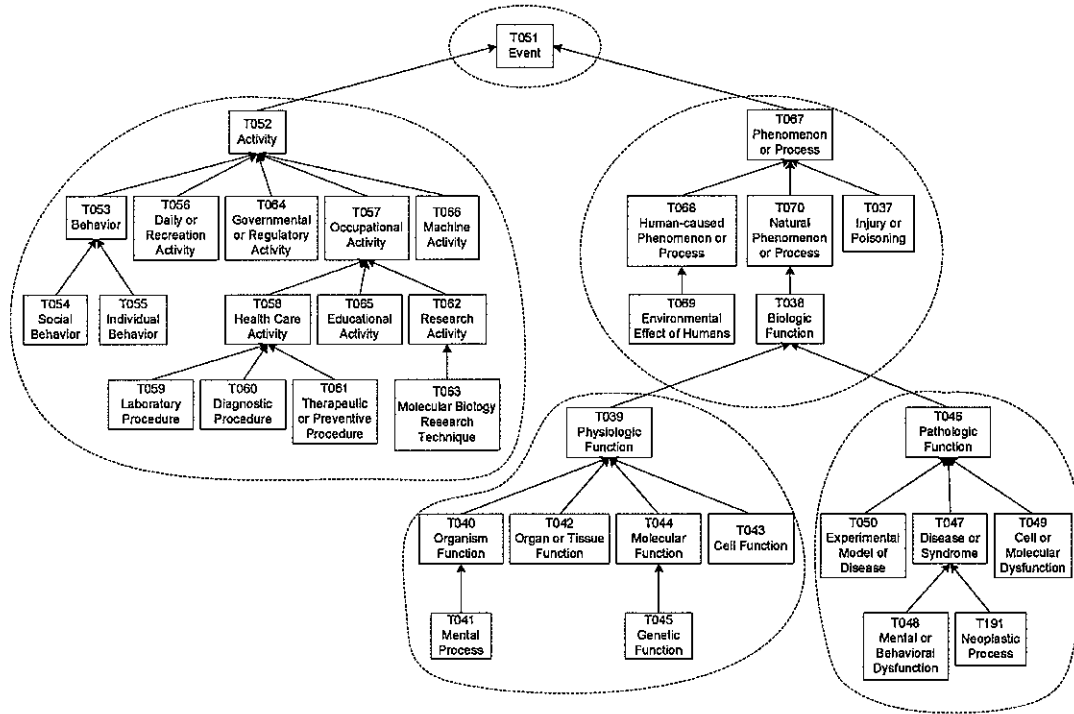 T051
Event
T052
Activity
T067
Phenomenon
or Process
T053
Behavior
T056
Daily or
Recreation
Activity
T064
Governmental
or Regulatory
Activity
T057
Occupational
Activity
T066
Machine
Activity
T068
Human-caused
Phenomenon or
Process
T070
Natural
Phenomenon
or Process
T037
Injury or
Poisoning
T054
Social
Behavior
T055
Individual
Behavior
T058
Health Care
Activity
T065
Educational
Activity
T062
Research
Activity
T069
Environmental
Effect of Humans
T038
Biologic
Function
T059
Laboratory
Procedure
T060
Diagnostic
Procedure
T061
Therapeutic
or Preventive
Procedure
T063
Molecular Biology
Research
Technique
T039
Physiologic
Function
T046
Pathologic
Function
T040
Organism
Function
T042
Organ or Tissue
Function
T044
Molecular
Function
T043
Cell Function
T050
Experimental
Model of
Disease
T047
Disease or
Syndrome
T049
Cell or
Molecular
Dysfunction
T041
Mental
Process
T045
Genetic
Function
T048
Mental or
Behavioral
Dysfunction
T191
Neoplastic
Process